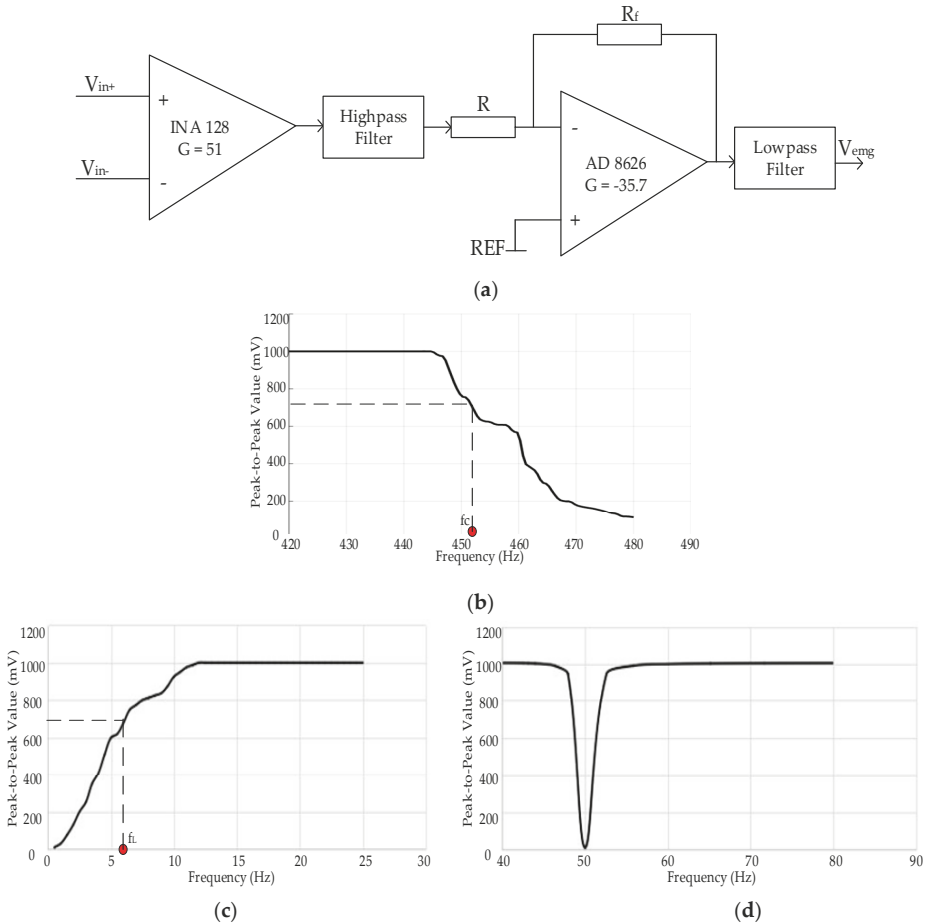 R_f
V_in+
R
+
INA 128
G = 51
-
V_in-
Highpass
Filter
-
AD 8626
G = -35.7
+
REF
Lowpass
Filter
V_emg
(a)
Peak-to-Peak Value (mV)
1200
1000
800
600
400
200
0
fC
420 430 440 450 460 470 480 490
Frequency (Hz)
(b)
Peak-to-Peak Value (mV)
1200
1000
800
600
400
200
0
fL
0 5 10 15 20 25 30
Frequency (Hz)
(c)
Peak-to-Peak Value (mV)
1200
1000
800
600
400
200
0
40 50 60 70 80 90
Frequency (Hz)
(d)